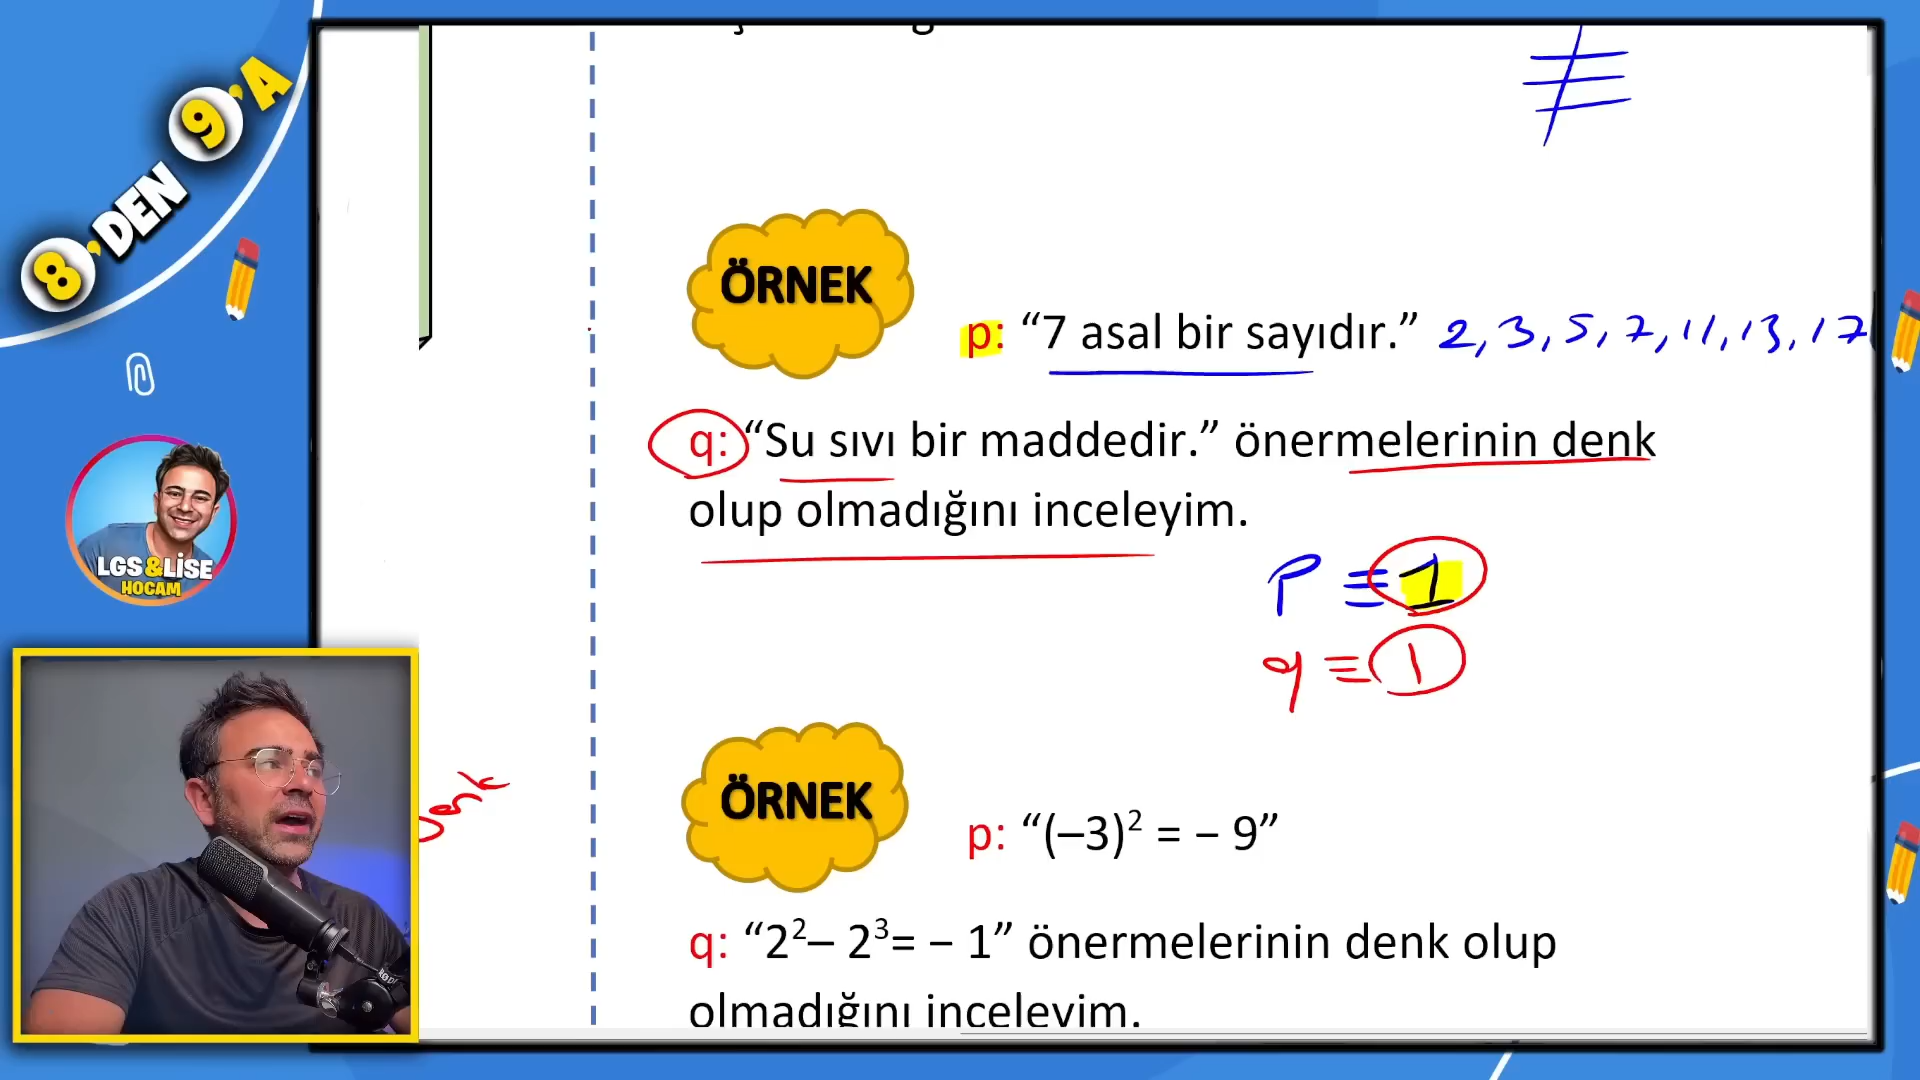 8'DEN 9'A
LGS&LİSE
HOCAM
≢
ÖRNEK
p: “7 asal bir sayıdır.” 2, 3, 5, 7, 11, 13, 17
q: “Su sıvı bir maddedir.” önermelerinin denk
olup olmadığını inceleyim.
p ≡ 1
q ≡ 1
Denk
ÖRNEK
p: “(–3)² = – 9”
q: “2²– 2³= – 1” önermelerinin denk olup
olmadığını inceleyim.